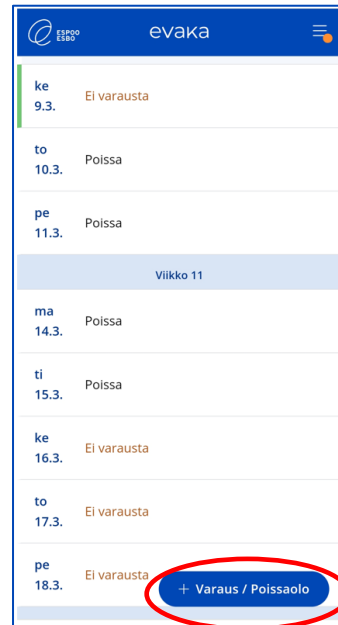 ESPOO
ESBO
evaka
ke
9.3.
Ei varausta
to
10.3.
Poissa
pe
11.3.
Poissa
Viikko 11
ma
14.3.
Poissa
ti
15.3.
Poissa
ke
16.3.
Ei varausta
to
17.3.
Ei varausta
pe
18.3.
Ei varausta
+ Varaus / Poissaolo